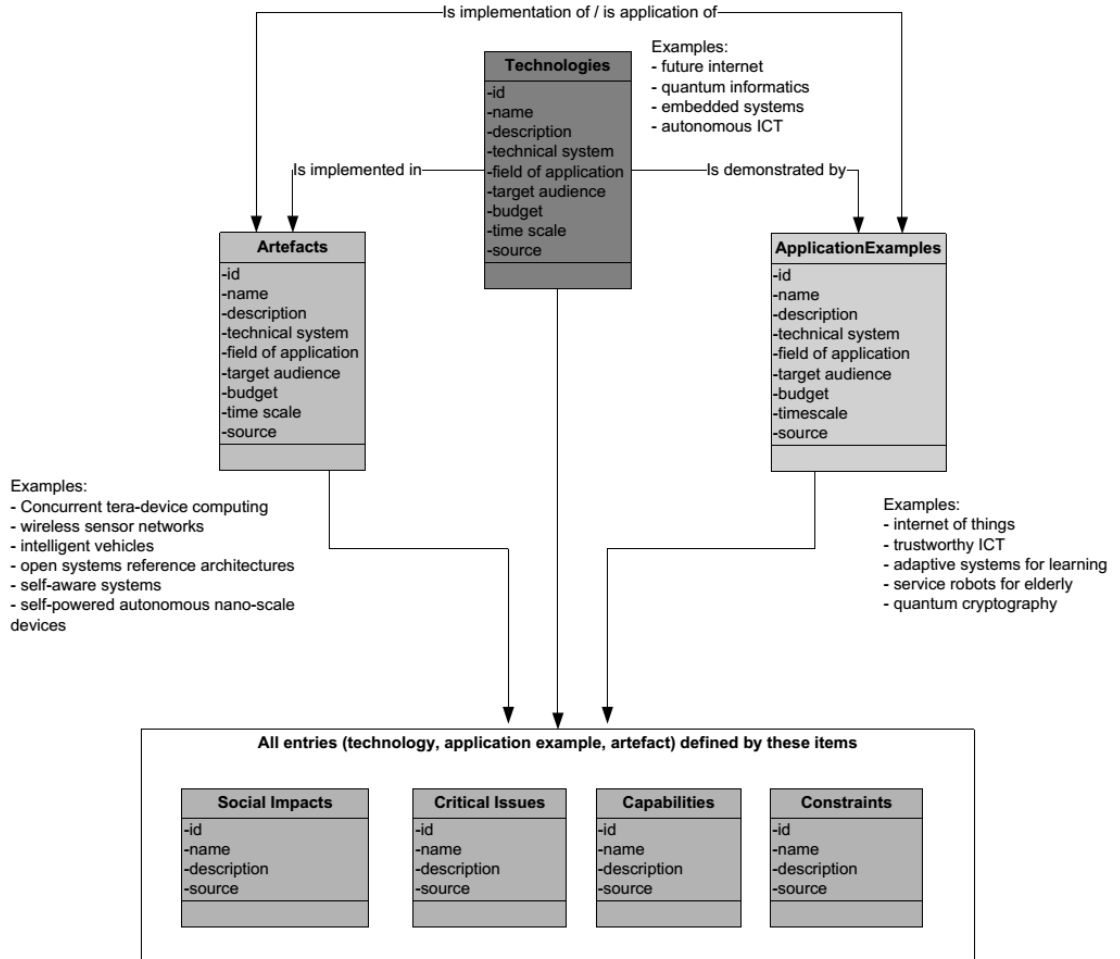 Is implementation of / is application of
Technologies
-id
-name
-description
-technical system
-field of application
-target audience
-budget
-time scale
-source
Examples:
- future internet
- quantum informatics
- embedded systems
- autonomous ICT
Is implemented in
Is demonstrated by
Artefacts
-id
-name
-description
-technical system
-field of application
-target audience
-budget
-time scale
-source
ApplicationExamples
-id
-name
-description
-technical system
-field of application
-target audience
-budget
-timescale
-source
Examples:
- Concurrent tera-device computing
- wireless sensor networks
- intelligent vehicles
- open systems reference architectures
- self-aware systems
- self-powered autonomous nano-scale
devices
Examples:
- internet of things
- trustworthy ICT
- adaptive systems for learning
- service robots for elderly
- quantum cryptography
All entries (technology, application example, artefact) defined by these items
Social Impacts
-id
-name
-description
-source
Critical Issues
-id
-name
-description
-source
Capabilities
-id
-name
-description
-source
Constraints
-id
-name
-description
-source